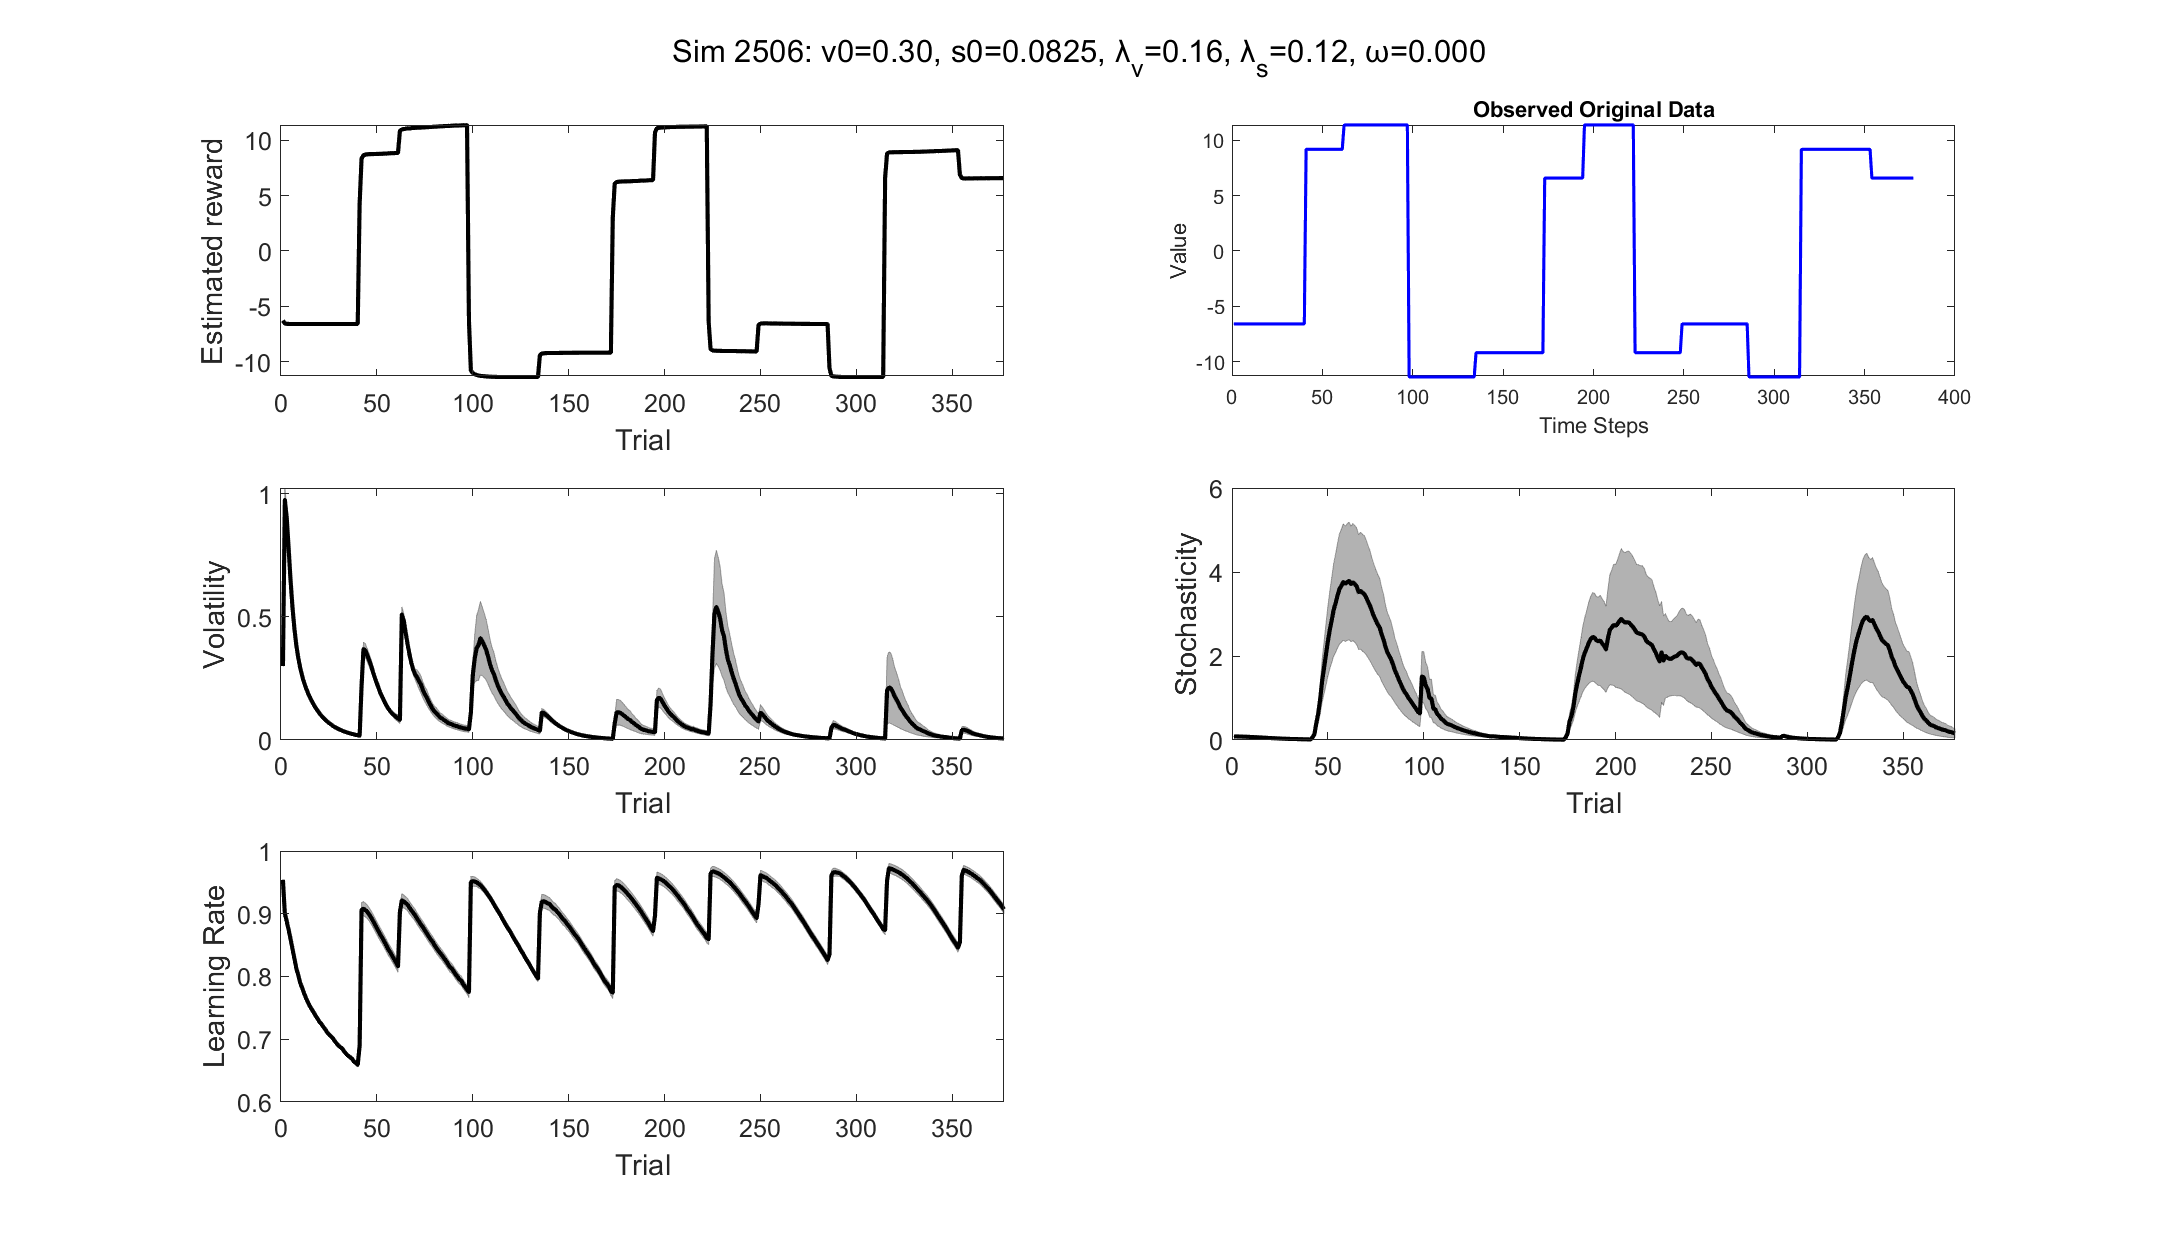 Sim 2506: v0=0.30, s0=0.0825, λv=0.16, λs=0.12, ω=0.000
Estimated reward
10
5
0
-5
-10
0 50 100 150 200 250 300 350
Trial
Observed Original Data
Value
10
5
0
-5
-10
0 50 100 150 200 250 300 350 400
Time Steps
Volatility
1
0.5
0
0 50 100 150 200 250 300 350
Trial
Stochasticity
6
4
2
0
0 50 100 150 200 250 300 350
Trial
Learning Rate
1
0.9
0.8
0.7
0.6
0 50 100 150 200 250 300 350
Trial